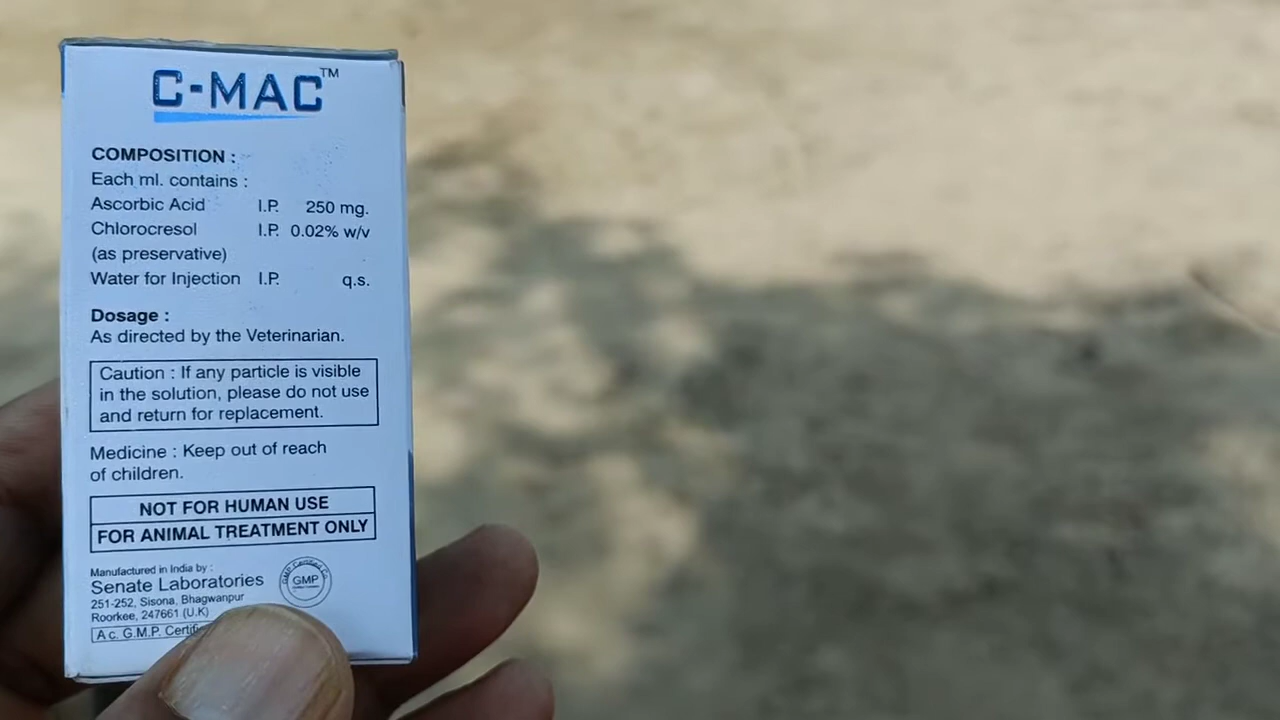 C-MAC™
COMPOSITION :
Each ml. contains :
Ascorbic Acid I.P. 250 mg.
Chlorocresol I.P. 0.02% w/v
(as preservative)
Water for Injection I.P. q.s.
Dosage :
As directed by the Veterinarian.
Caution : If any particle is visible
in the solution, please do not use
and return for replacement.
Medicine : Keep out of reach
of children.
NOT FOR HUMAN USE
FOR ANIMAL TREATMENT ONLY
Manufactured in India by :
Senate Laboratories
251-252, Sisona, Bhagwanpur
Roorkee, 247661 (U.K)
A c. G.M.P.
GMP Certified Co.
GMP